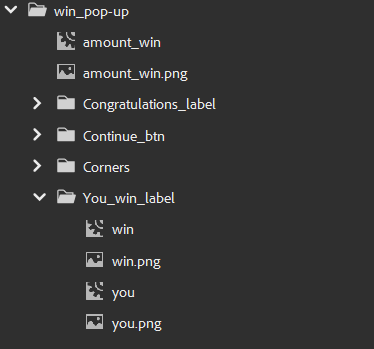 win_pop-up
amount_win
amount_win.png
Congratulations_label
Continue_btn
Corners
You_win_label
win
win.png
you
you.png